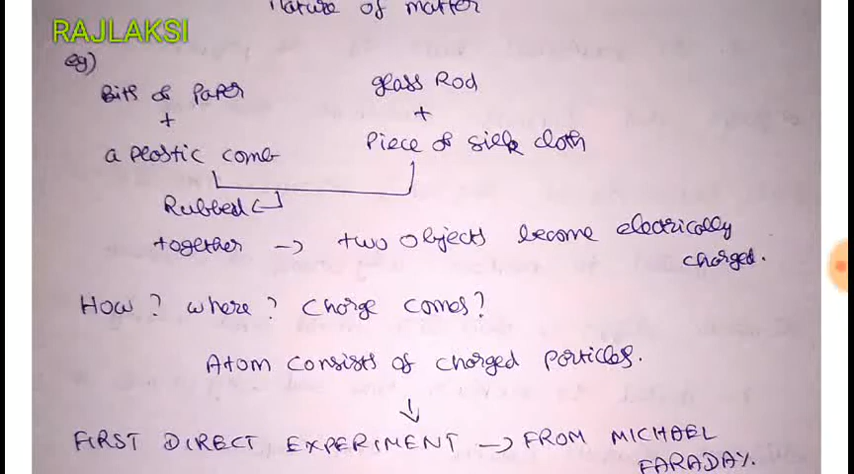 Nature of matter
RAJLAKSI
eg)
Bits of Paper
+
a plastic comb
glass Rod
+
Piece of silk cloth
Rubbed
together → two objects become electrically
charged.
How? where? charge comes?
Atom consists of charged particles.
↓
FIRST DIRECT EXPERIMENT → FROM MICHAEL
FARADAY.